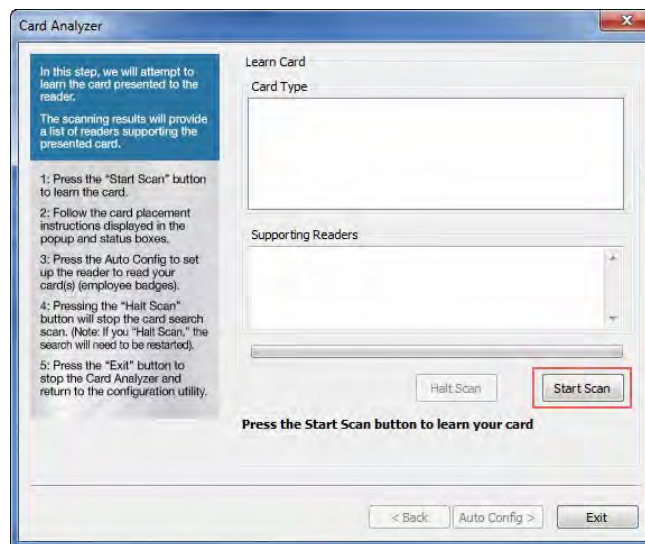 Card Analyzer
In this step, we will attempt to
learn the card presented to the
reader.
The scanning results will provide
a list of readers supporting the
presented card.
1: Press the "Start Scan" button
to learn the card.
2: Follow the card placement
instructions displayed in the
popup and status boxes.
3: Press the Auto Config to set
up the reader to read your
card(s) (employee badges).
4: Pressing the "Halt Scan"
button will stop the card search
scan. (Note: If you "Halt Scan," the
search will need to be restarted).
5: Press the "Exit" button to
stop the Card Analyzer and
return to the configuration utility.
Learn Card
Card Type
Supporting Readers
Halt Scan
Start Scan
Press the Start Scan button to learn your card
< Back
Auto Config >
Exit